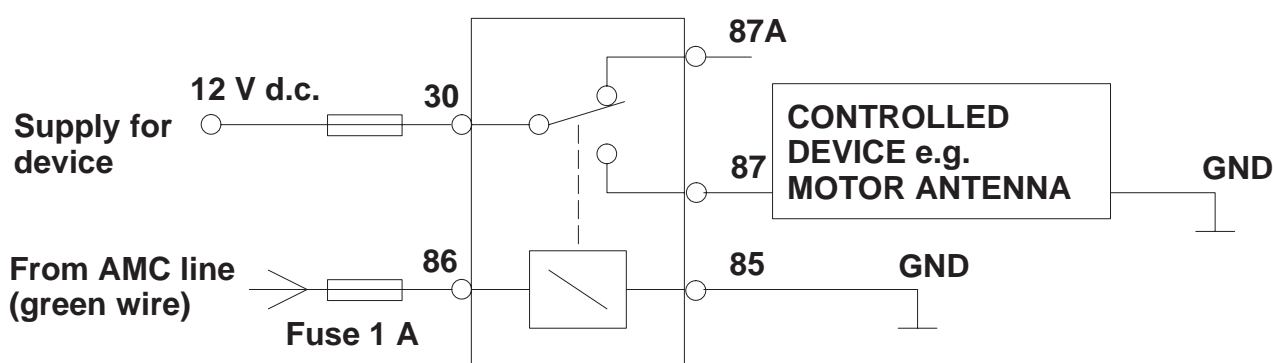 87A
12 V d.c.
30
Supply for
device
CONTROLLED
DEVICE e.g.
MOTOR ANTENNA
87
GND
From AMC line
(green wire)
86
85
GND
Fuse 1 A